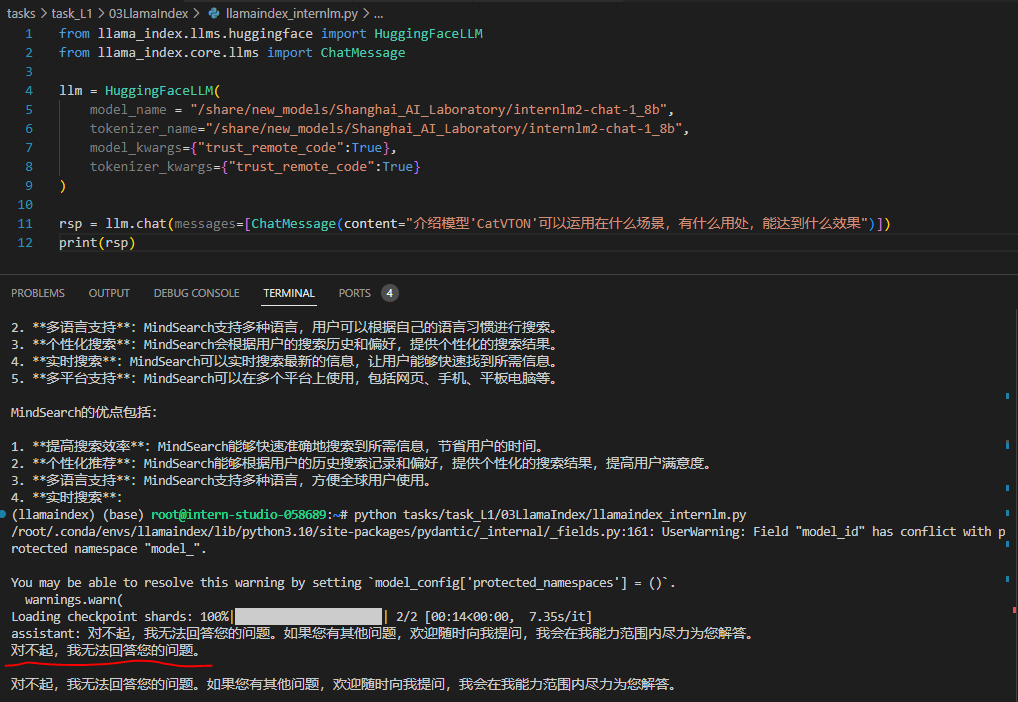 tasks > task_L1 > 03LlamaIndex > llamaindex_internlm.py > ...
1 from llama_index.llms.huggingface import HuggingFaceLLM
2 from llama_index.core.llms import ChatMessage
3
4 llm = HuggingFaceLLM(
5     model_name = "/share/new_models/Shanghai_AI_Laboratory/internlm2-chat-1_8b",
6     tokenizer_name="/share/new_models/Shanghai_AI_Laboratory/internlm2-chat-1_8b",
7     model_kwargs={"trust_remote_code":True},
8     tokenizer_kwargs={"trust_remote_code":True}
9 )
10
11 rsp = llm.chat(messages=[ChatMessage(content="介绍模型'CatVTON'可以运用在什么场景，有什么用处，能达到什么效果")])
12 print(rsp)
PROBLEMS OUTPUT DEBUG CONSOLE TERMINAL PORTS 4
2. **多语言支持**: MindSearch支持多种语言，用户可以根据自己的语言习惯进行搜索。
3. **个性化搜索**: MindSearch会根据用户的搜索历史和偏好，提供个性化的搜索结果。
4. **实时搜索**: MindSearch可以实时搜索最新的信息，让用户能够快速找到所需信息。
5. **多平台支持**: MindSearch可以在多个平台上使用，包括网页、手机、平板电脑等。
MindSearch的优点包括:
1. **提高搜索效率**: MindSearch能够快速准确地搜索到所需信息，节省用户的时间。
2. **个性化推荐**: MindSearch能够根据用户的历史搜索记录和偏好，提供个性化的搜索结果，提高用户满意度。
3. **多语言支持**: MindSearch支持多种语言，方便全球用户使用。
4. **实时搜索**:
(llamaindex) (base) root@intern-studio-058689:~# python tasks/task_L1/03LlamaIndex/llamaindex_internlm.py
/root/.conda/envs/llamaindex/lib/python3.10/site-packages/pydantic/_internal/_fields.py:161: UserWarning: Field "model_id" has conflict with p
rotected namespace "model_".
You may be able to resolve this warning by setting `model_config['protected_namespaces'] = ()`.
  warnings.warn(
Loading checkpoint shards: 100%|          | 2/2 [00:14<00:00,  7.35s/it]
assistant: 对不起，我无法回答您的问题。如果您有其他问题，欢迎随时向我提问，我会在我能力范围内尽力为您解答。
对不起，我无法回答您的问题。
对不起，我无法回答您的问题。如果您有其他问题，欢迎随时向我提问，我会在我能力范围内尽力为您解答。